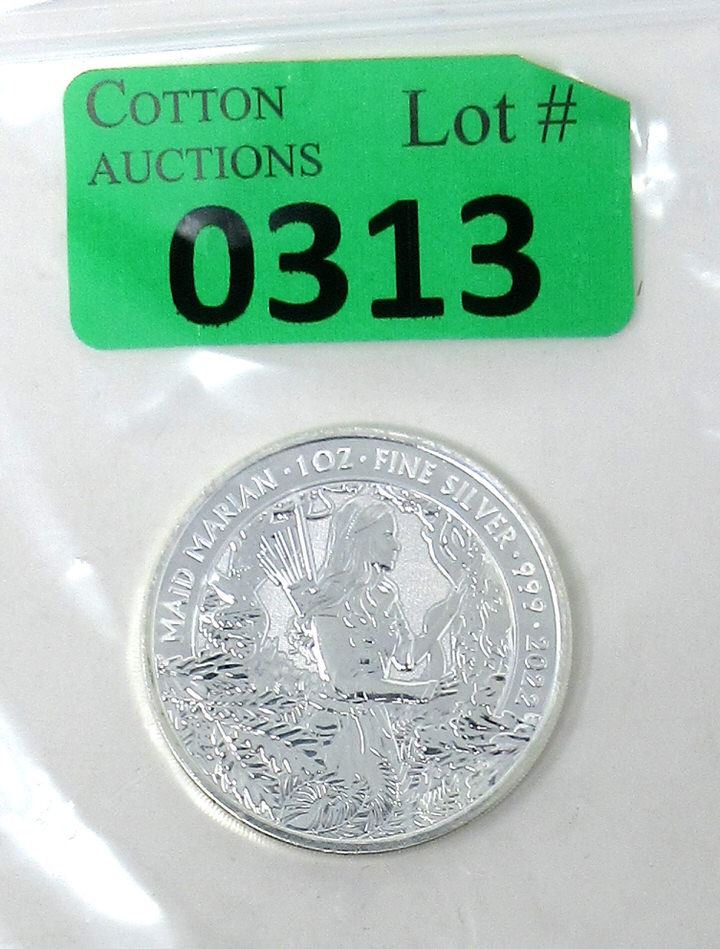 COTTON
AUCTIONS
Lot #
0313
MAiD MARIAN · 1OZ · FINE SILVER · 999 · 2022